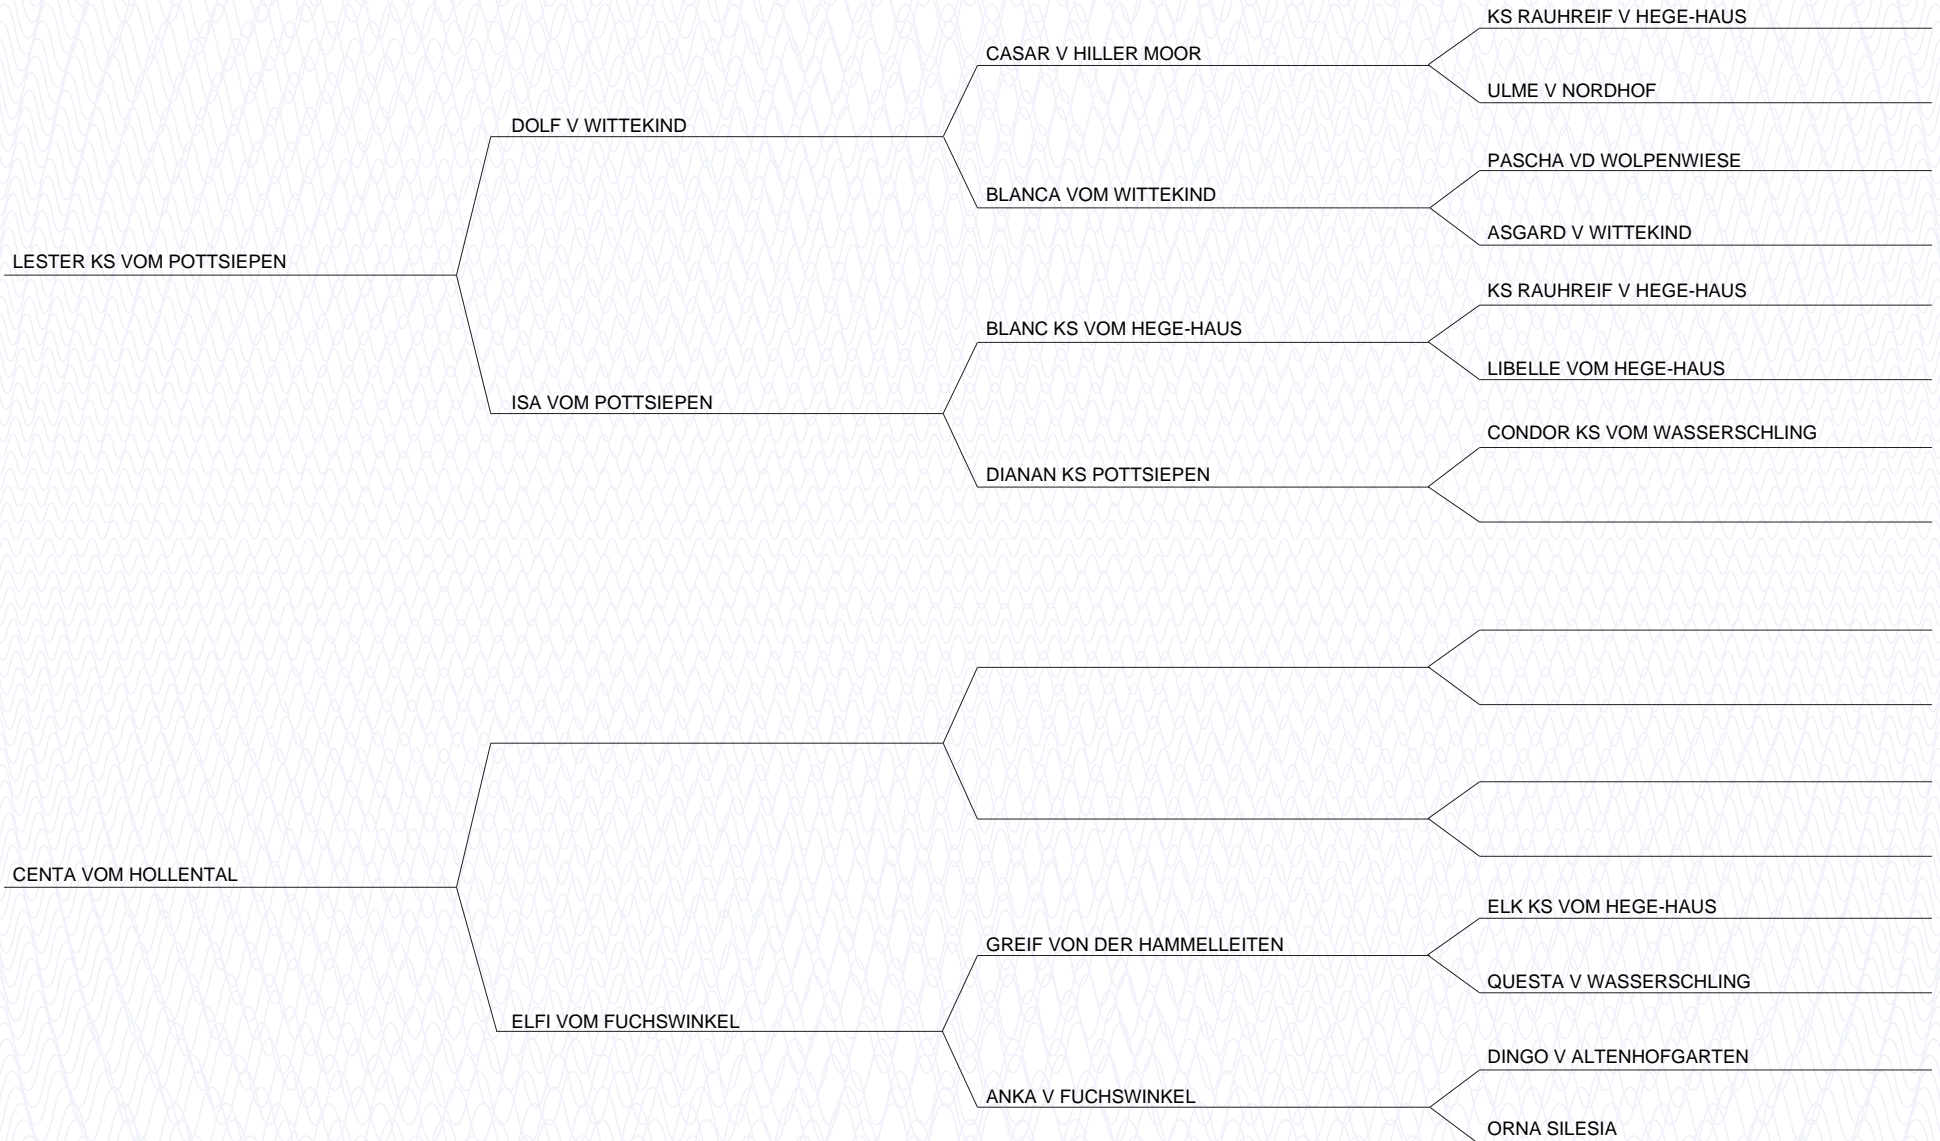 KS RAUHREIF V HEGE-HAUS
CASAR V HILLER MOOR
ULME V NORDHOF
DOLF V WITTEKIND
PASCHA VD WOLPENWIESE
BLANCA VOM WITTEKIND
ASGARD V WITTEKIND
LESTER KS VOM POTTSIEPEN
KS RAUHREIF V HEGE-HAUS
BLANC KS VOM HEGE-HAUS
LIBELLE VOM HEGE-HAUS
ISA VOM POTTSIEPEN
CONDOR KS VOM WASSERSCHLING
DIANAN KS POTTSIEPEN
CENTA VOM HOLLENTAL
ELK KS VOM HEGE-HAUS
GREIF VON DER HAMMELLEITEN
QUESTA V WASSERSCHLING
ELFI VOM FUCHSWINKEL
DINGO V ALTENHOFGARTEN
ANKA V FUCHSWINKEL
ORNA SILESIA